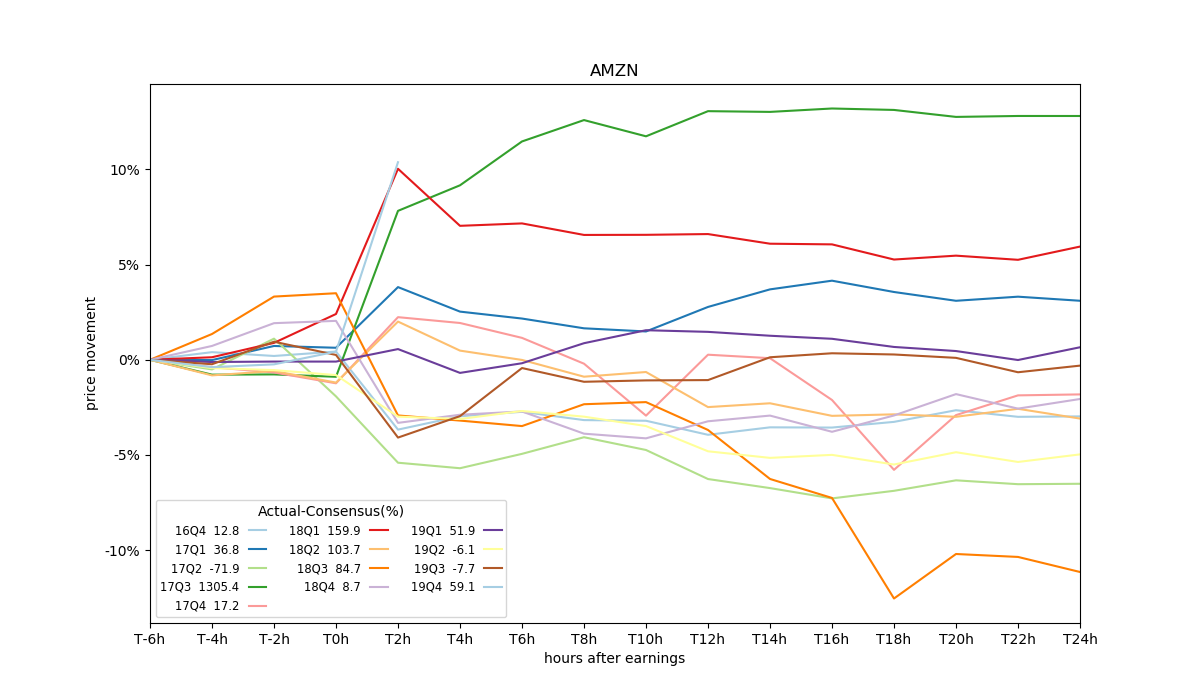 AMZN
price movement
10%
5%
0%
-5%
-10%
Actual-Consensus(%)
16Q4 12.8 18Q1 159.9 19Q1 51.9
17Q1 36.8 18Q2 103.7 19Q2 -6.1
17Q2 -71.9 18Q3 84.7 19Q3 -7.7
17Q3 1305.4 18Q4 8.7 19Q4 59.1
17Q4 17.2
T-6h T-4h T-2h T0h T2h T4h T6h T8h T10h T12h T14h T16h T18h T20h T22h T24h
hours after earnings